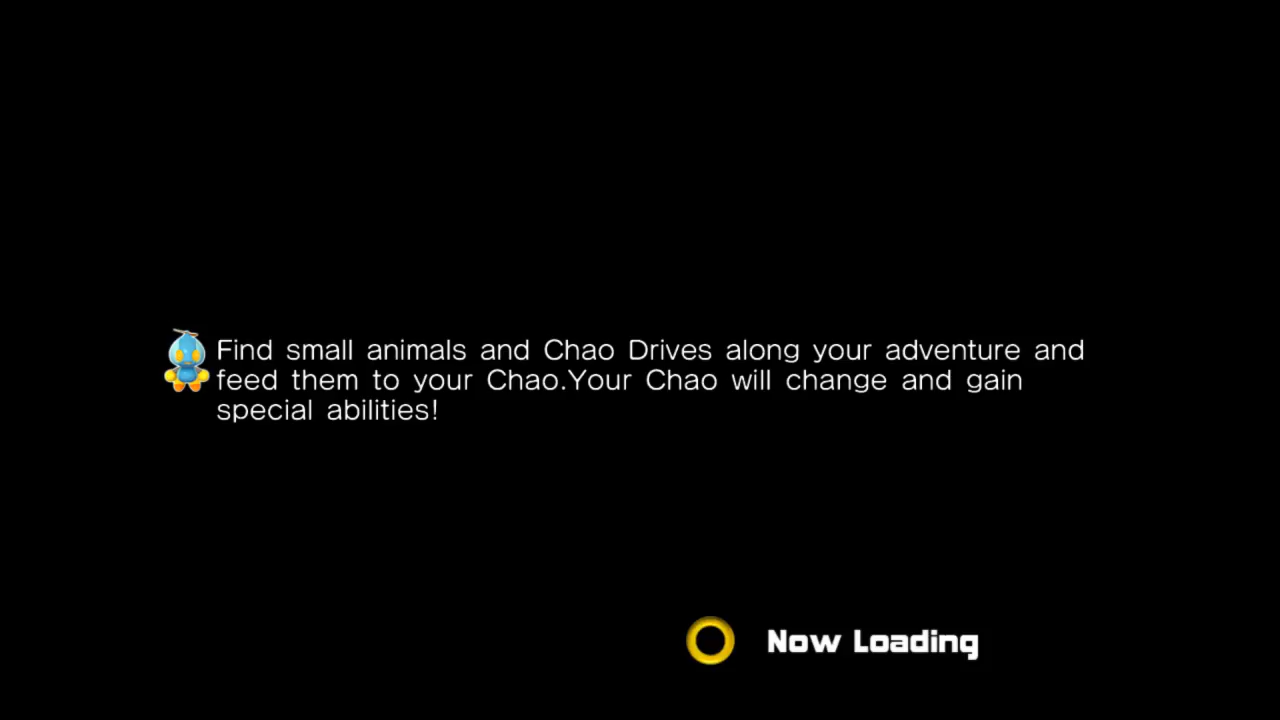 Find small animals and Chao Drives along your adventure and
feed them to your Chao.Your Chao will change and gain
special abilities!
Now Loading